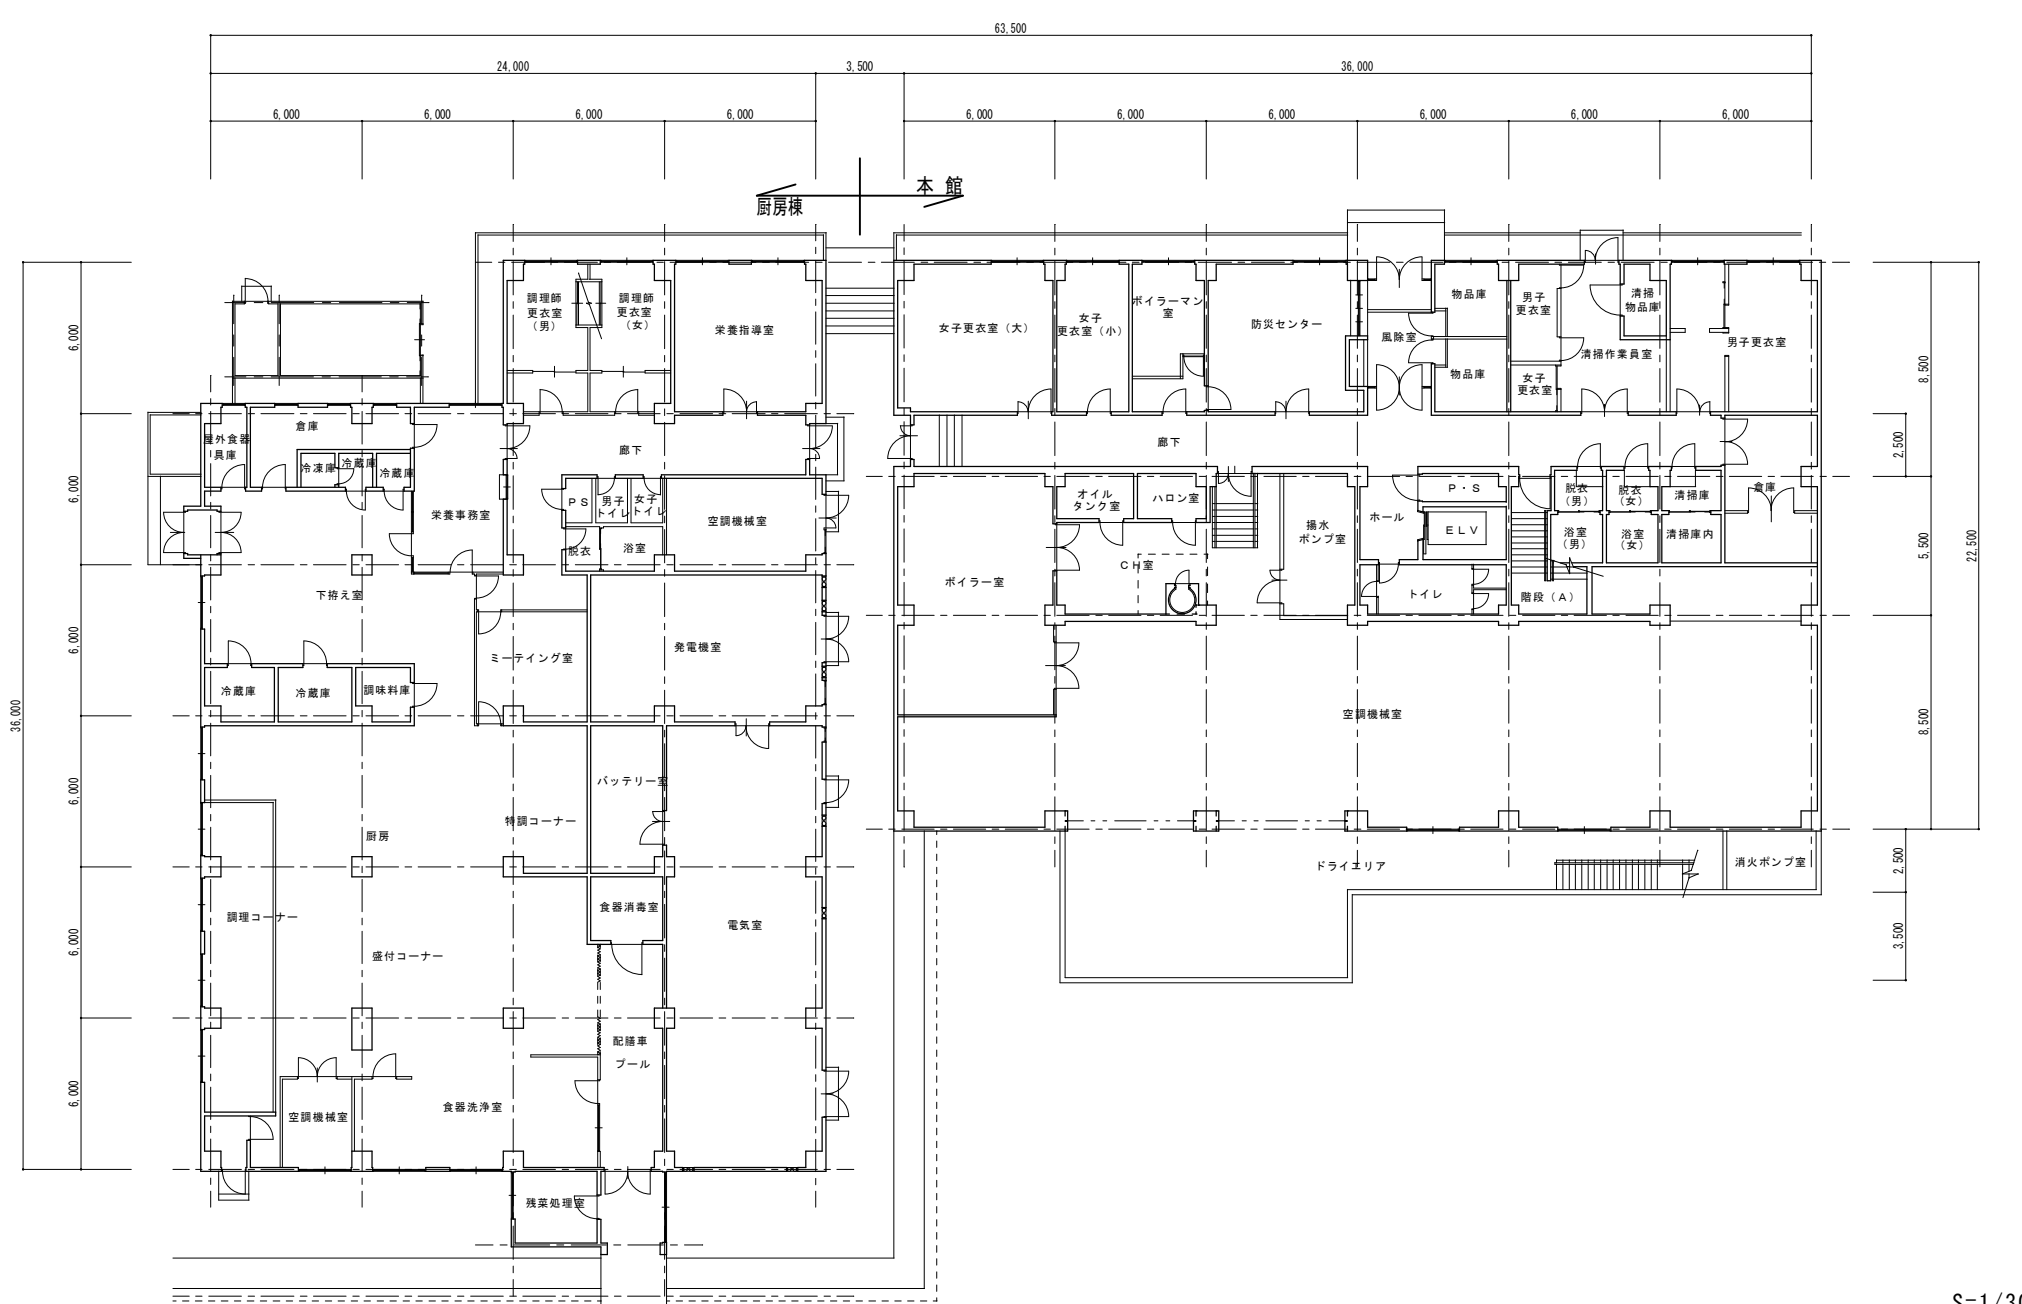 63,500
24,000
3,500
36,000
6,000
6,000
6,000
6,000
6,000
6,000
6,000
6,000
6,000
6,000
本 館
厨房棟
調理師
更衣室
(男)
調理師
更衣室
(女)
栄養指導室
女子更衣室(大)
女子
更衣室(小)
ボイラーマン
室
防災センター
風除室
物品庫
物品庫
男子
更衣室
女子
更衣室
清掃
物品庫
清掃作業員室
男子更衣室
6,000
6,000
6,000
6,000
6,000
6,000
36,000
8,500
2,500
5,500
8,500
22,500
2,500
3,500
屋外食器
具庫
倉庫
冷凍庫
冷蔵庫
冷蔵庫
廊下
廊下
栄養事務室
PS
男子
トイレ
女子
トイレ
空調機械室
脱衣
浴室
オイル
タンク室
ハロン室
揚水
ポンプ室
ホール
P・S
ELV
脱衣
(男)
脱衣
(女)
清掃庫
倉庫
浴室
(男)
浴室
(女)
清掃庫内
下拵え室
ボイラー室
CH室
トイレ
階段(A)
ミーテイング室
発電機室
冷蔵庫
冷蔵庫
調味料庫
空調機械室
バッテリー室
厨房
特調コーナー
ドライエリア
消火ポンプ室
調理コーナー
食器消毒室
電気室
盛付コーナー
配膳車
プール
空調機械室
食器洗浄室
残菜処理室